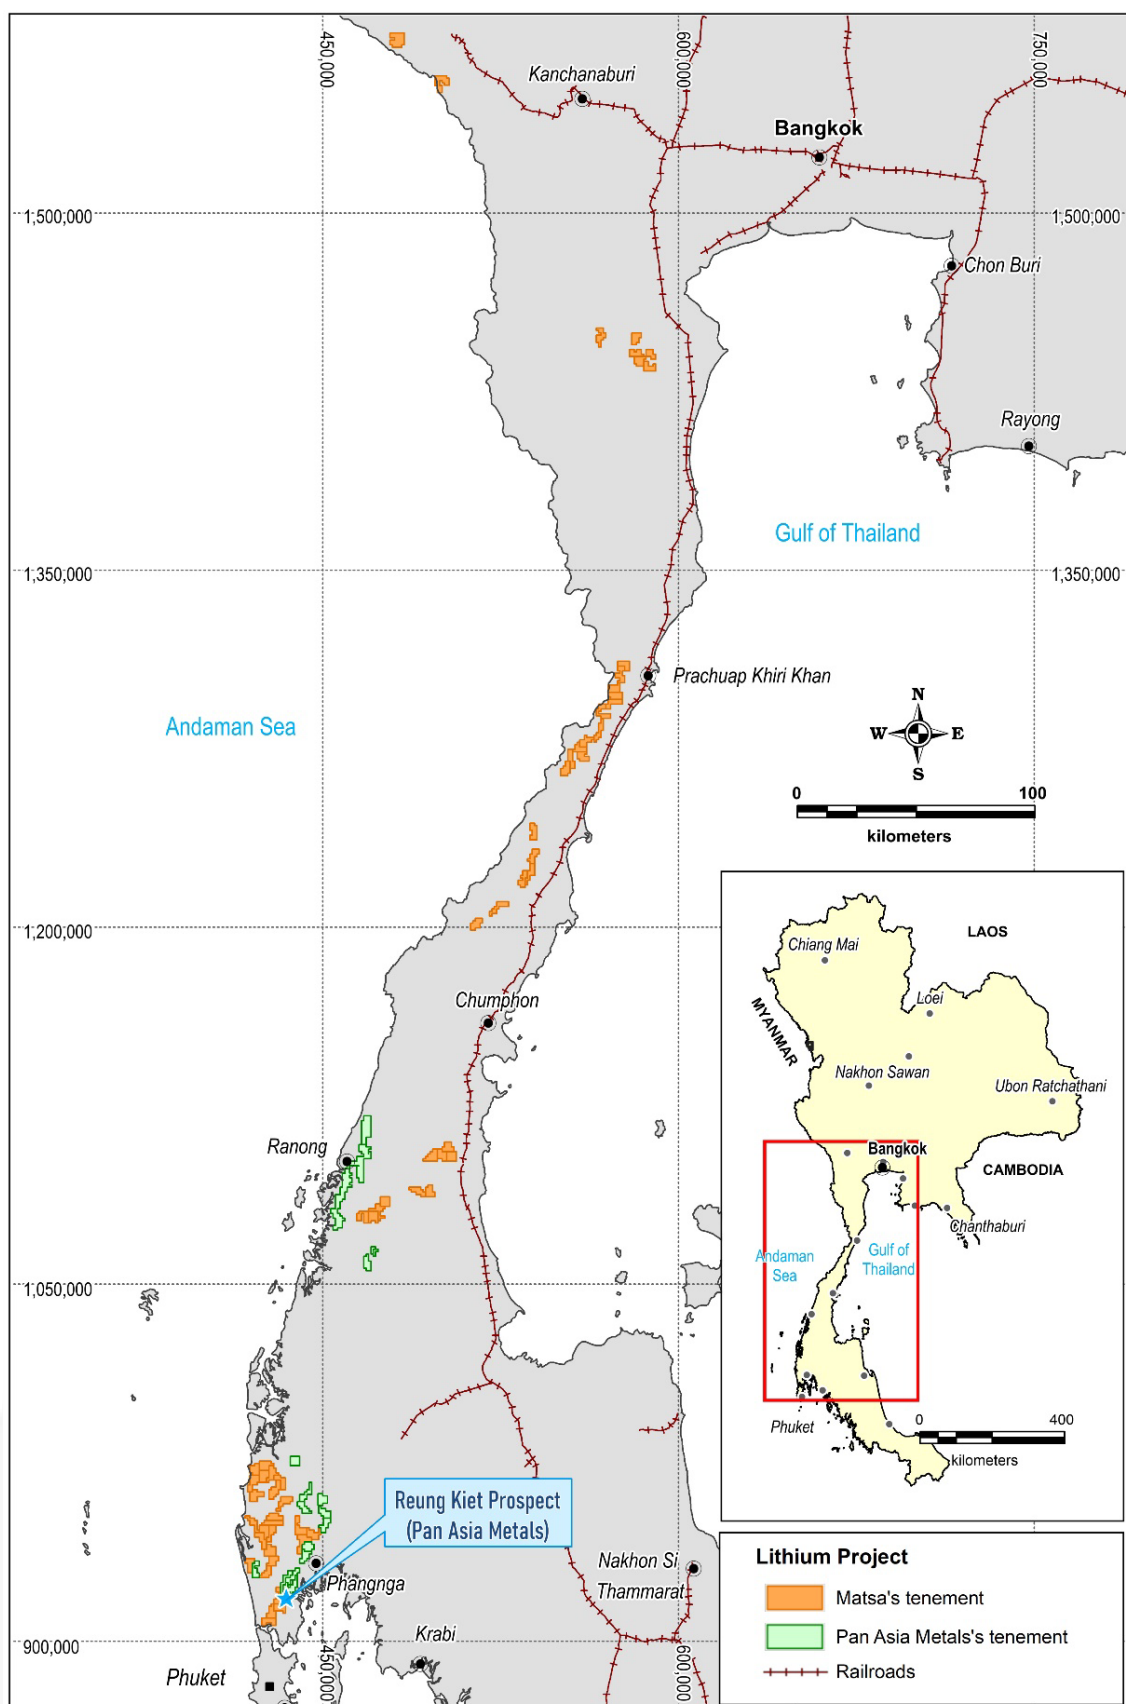 450,000
600,000
750,000
Kanchanaburi
Bangkok
1,500,000
1,500,000
Chon Buri
Rayong
Gulf of Thailand
1,350,000
1,350,000
Prachuap Khiri Khan
Andaman Sea
N
W
E
S
0
100
kilometers
1,200,000
Chumphon
Ranong
1,050,000
LAOS
Chiang Mai
Loei
MYANMAR
Nakhon Sawan
Ubon Ratchathani
Bangkok
CAMBODIA
Chanthaburi
Andaman
Sea
Gulf of
Thailand
Phuket
0
400
kilometers
Reung Kiet Prospect
(Pan Asia Metals)
Phangnga
Nakhon Si
Thammarat
Krabi
900,000
Phuket
450,000
600,000
Lithium Project
Matsa's tenement
Pan Asia Metals's tenement
Railroads